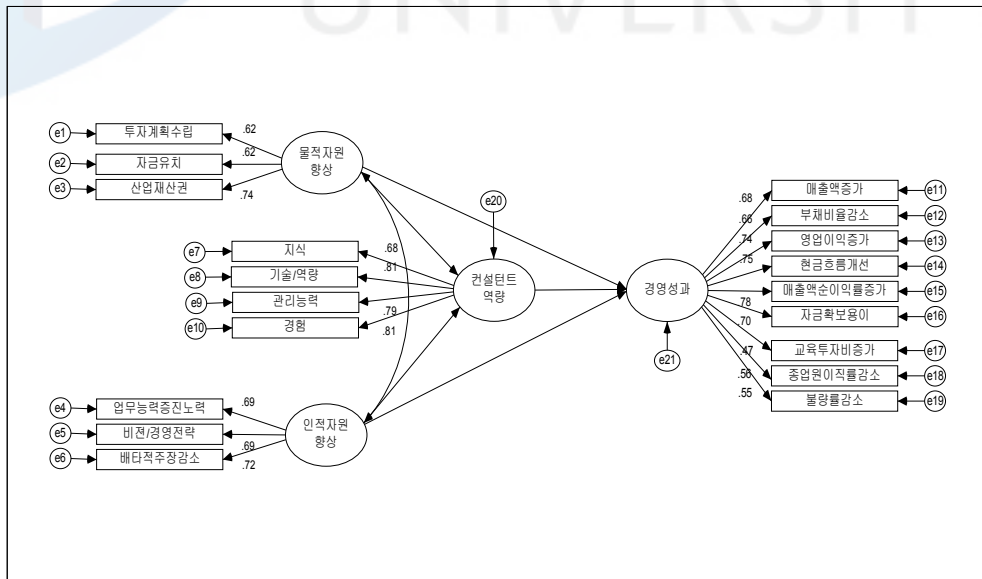 UNIVERSIT
e1 투자계획수립 .62
e2 자금유치 .62
e3 산업재산권 .74
물적자원
향상
e7 지식 .68
e8 기술/역량 .81
e9 관리능력 .79
e10 경험 .81
e20
컨설턴트
역량
e4 업무능력증진노력 .69
e5 비젼/경영전략 .69
e6 배타적주장감소 .72
인적자원
향상
경영성과
e21
.68 매출액증가 e11
.66 부채비율감소 e12
.74 영업이익증가 e13
.75 현금흐름개선 e14
매출액순이익률증가 e15
.78 자금확보용이 e16
.70 교육투자비증가 e17
.47 종업원이직률감소 e18
.56 불량률감소 e19
.55